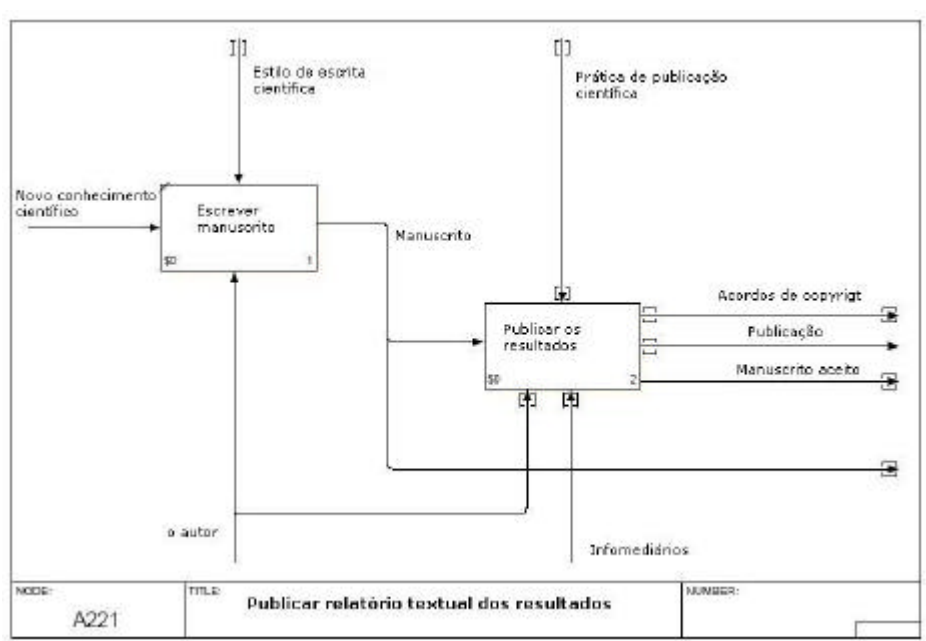 Estilo de escrita
científica
Prática de publicação
científica
Novo conhecimento
científico
Escrever
manuscrito
$0
1
Manuscrito
Publicar os
resultados
$0
2
Acordos de copyrigt
Publicação
Manuscrito aceito
o autor
Infomediários
NODE:
A221
TITLE:
Publicar relatório textual dos resultados
NUMBER: